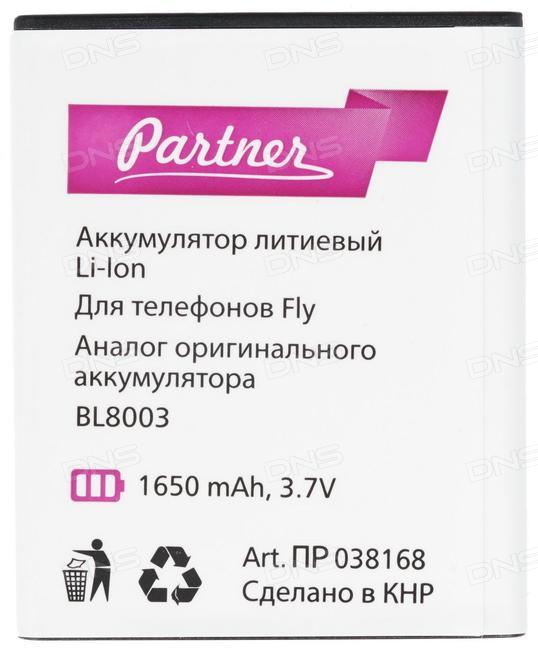 Partner
Аккумулятор литиевый
Li-Ion
Для телефонов Fly
Аналог оригинального
аккумулятора
BL8003
1650 mAh, 3.7V
Art. ПР 038168
Сделано в КНР
DNS